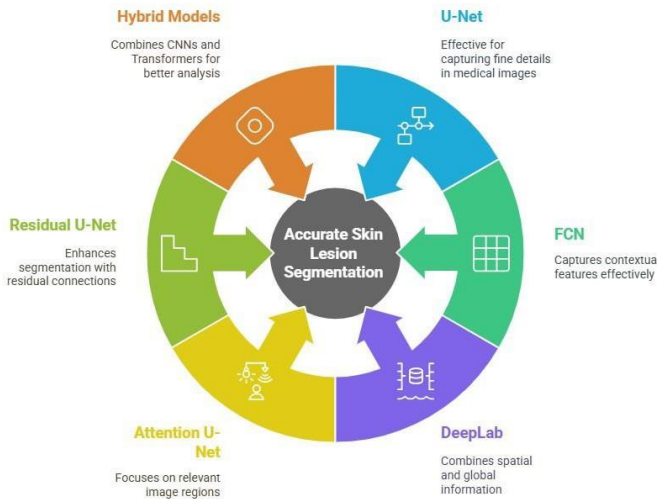 Hybrid Models
Combines CNNs and
Transformers for
better analysis
U-Net
Effective for
capturing fine details
in medical images
Residual U-Net
Enhances
segmentation with
residual connections
Accurate Skin
Lesion
Segmentation
FCN
Captures contextua
features effectively
Attention U-
Net
Focuses on relevant
image regions
DeepLab
Combines spatial
and global
information